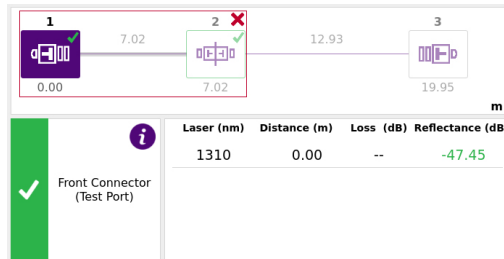 1 2 3
7.02 12.93
0.00 7.02 19.95
m
i
Front Connector
(Test Port)
Laser (nm) Distance (m) Loss (dB) Reflectance (dB
1310 0.00 -- -47.45